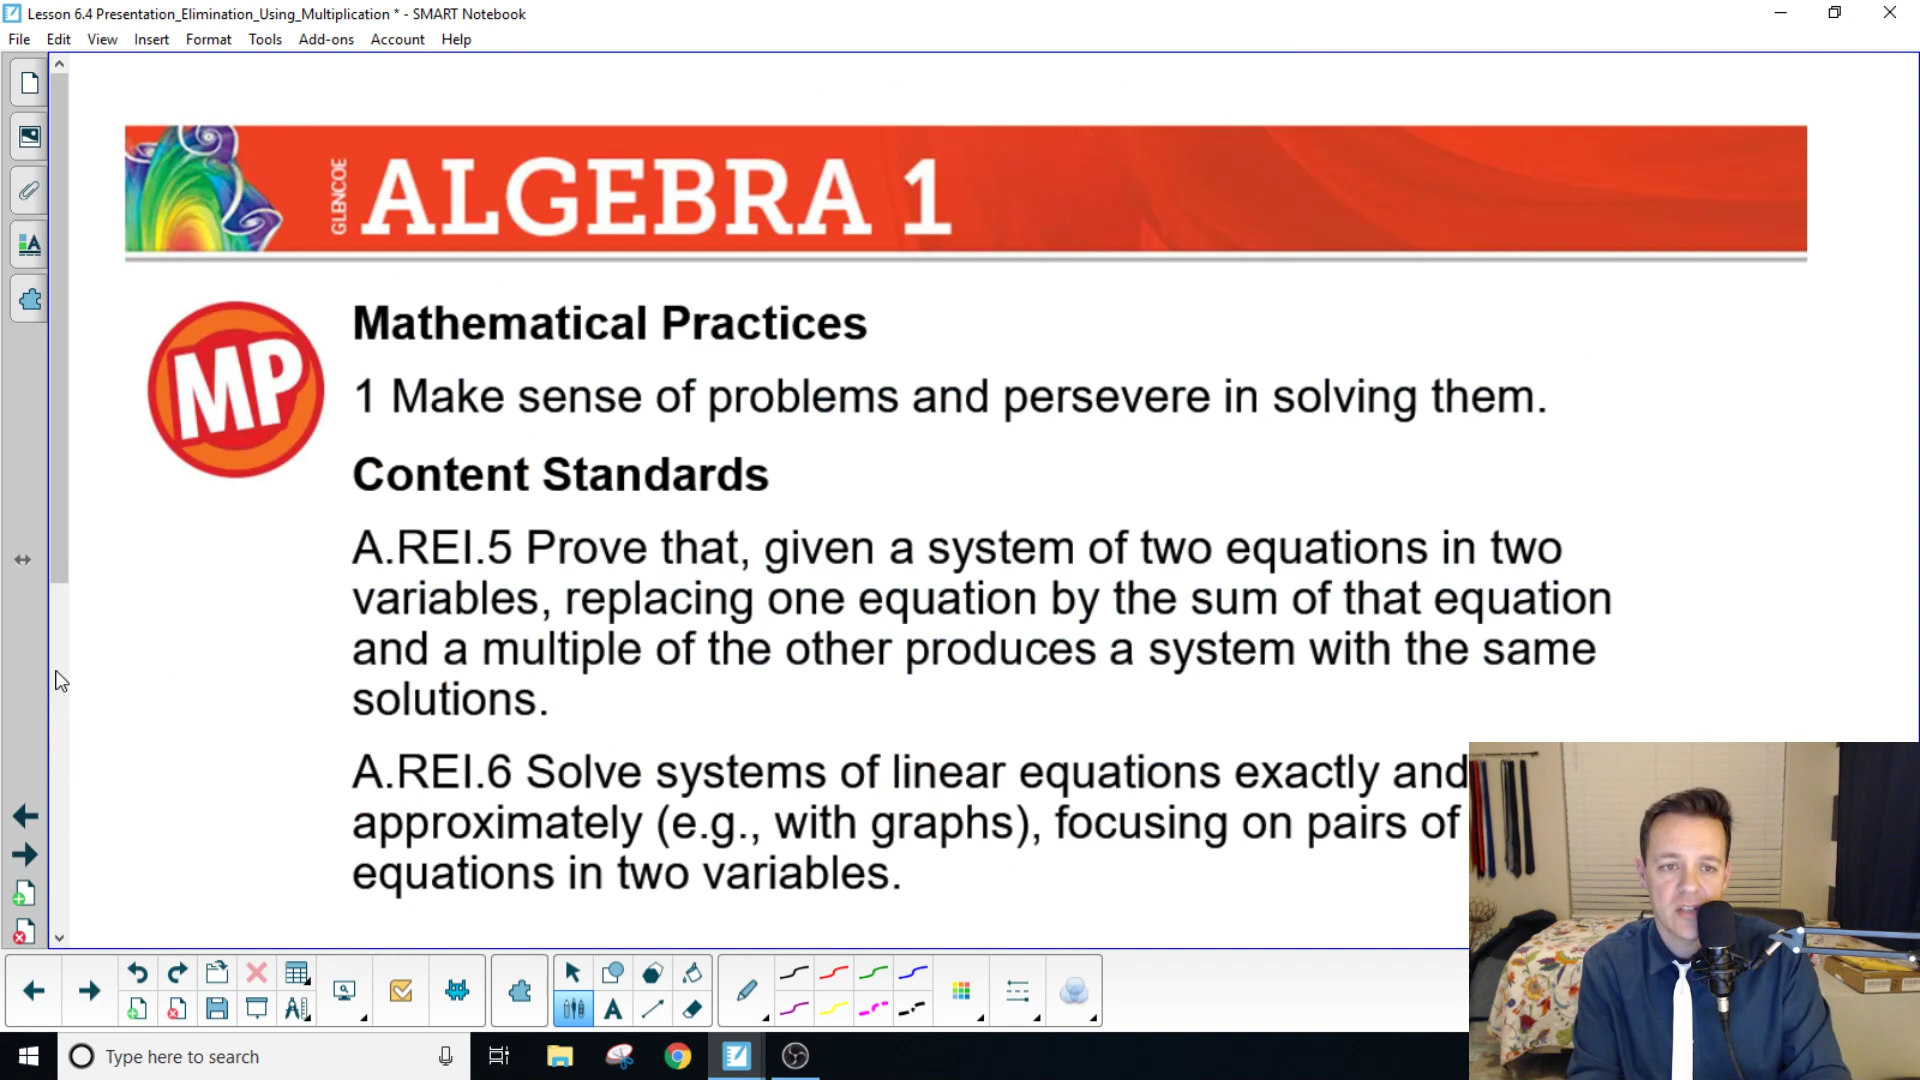 Lesson 6.4 Presentation_Elimination_Using_Multiplication * - SMART Notebook
File Edit View Insert Format Tools Add-ons Account Help
GLENCOE ALGEBRA 1
MP
Mathematical Practices
1 Make sense of problems and persevere in solving them.
Content Standards
A.REI.5 Prove that, given a system of two equations in two
variables, replacing one equation by the sum of that equation
and a multiple of the other produces a system with the same
solutions.
A.REI.6 Solve systems of linear equations exactly and
approximately (e.g., with graphs), focusing on pairs of
equations in two variables.
Type here to search